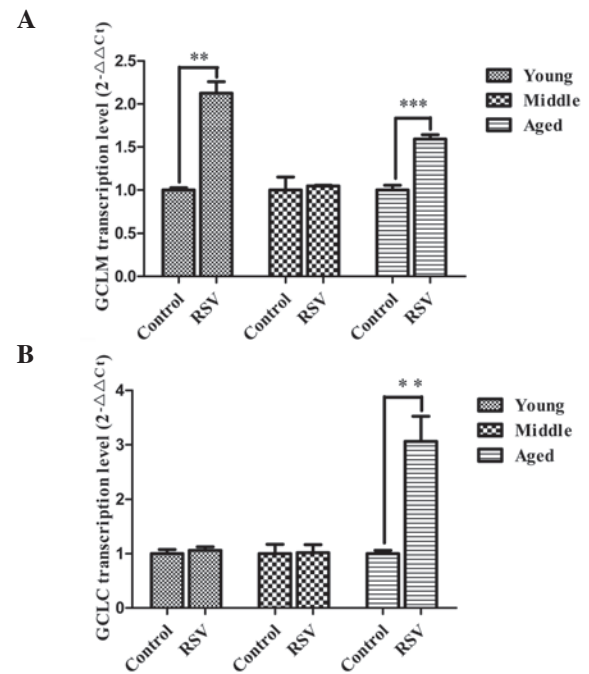 A
GCLM transcription level (2-△△Ct)
2.5
2.0
1.5
1.0
0.5
0.0
**
***
Young
Middle
Aged
Control
RSV
Control
RSV
Control
RSV
B
GCLC transcription level (2-△△Ct)
4
3
2
1
0
* *
Young
Middle
Aged
Control
RSV
Control
RSV
Control
RSV